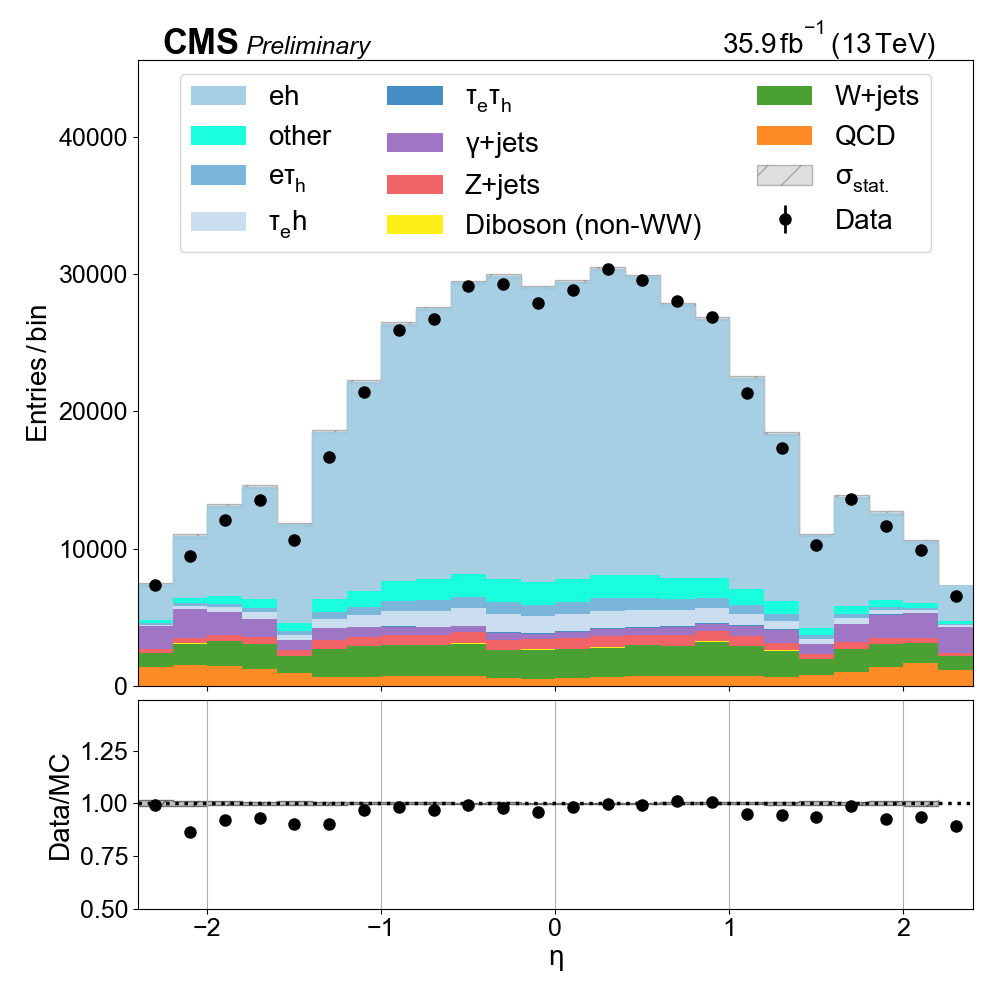 CMS Preliminary 35.9 fb⁻¹ (13 TeV)
eh τₑτₕ W+jets
other γ+jets QCD
eτₕ Z+jets σstat.
τₑh Diboson (non-WW) Data
40000
30000
20000
10000
0
Entries / bin
1.25
1.00
0.75
0.50
Data/MC
−2 −1 0 1 2
η